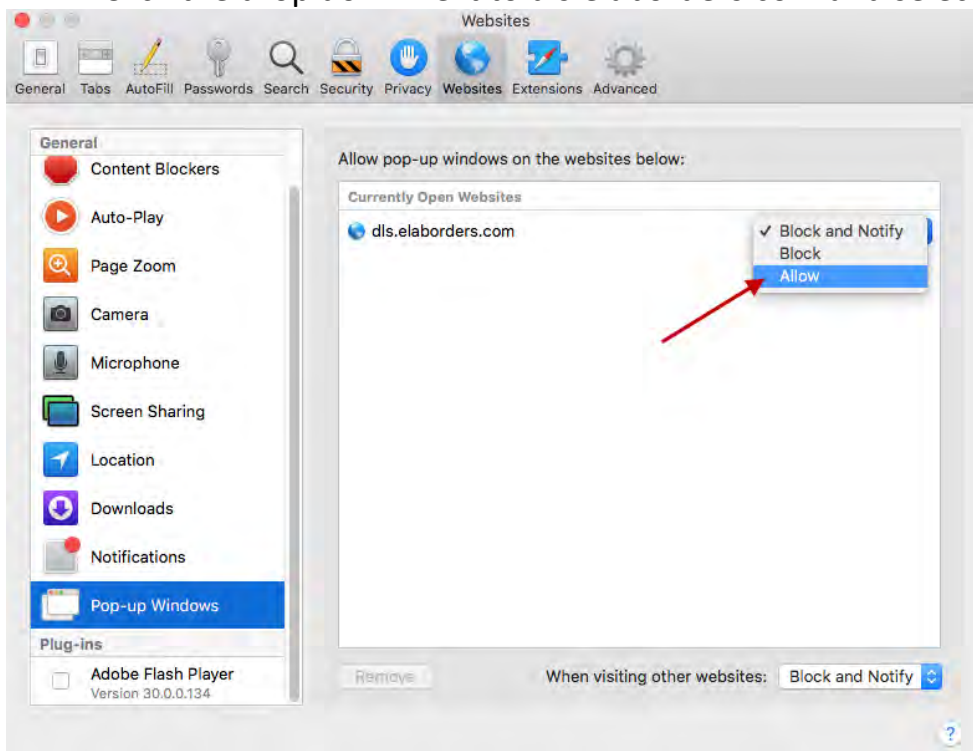 Websites
General Tabs AutoFill Passwords Search Security Privacy Websites Extensions Advanced
General
Content Blockers
Auto-Play
Page Zoom
Camera
Microphone
Screen Sharing
Location
Downloads
Notifications
Pop-up Windows
Plug-ins
Adobe Flash Player
Version 30.0.0.134
Allow pop-up windows on the websites below:
Currently Open Websites
dls.elaborders.com
✓ Block and Notify
Block
Allow
Remove
When visiting other websites: Block and Notify
?